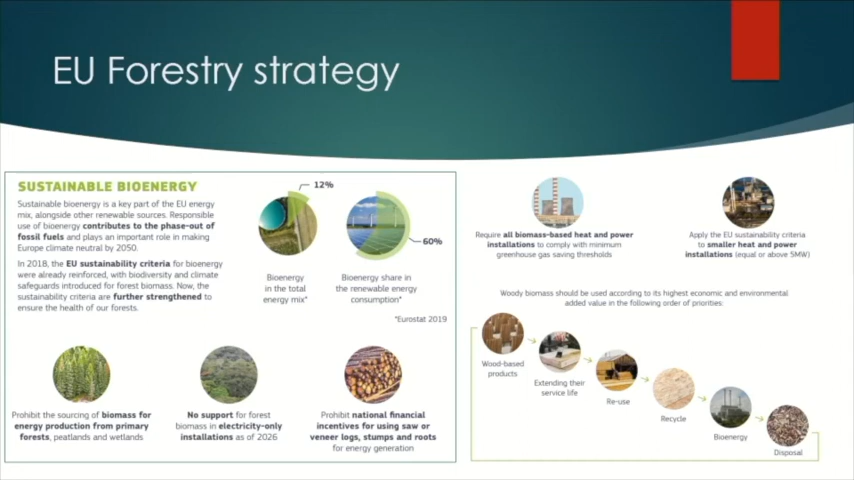 EU Forestry strategy
SUSTAINABLE BIOENERGY
Sustainable bioenergy is a key part of the EU energy
mix, alongside other renewable sources. Responsible
use of bioenergy contributes to the phase-out of
fossil fuels and plays an important role in making
Europe climate neutral by 2050.
In 2018, the EU sustainability criteria for bioenergy
were already reinforced, with biodiversity and climate
safeguards introduced for forest biomass. Now, the
sustainability criteria are further strengthened to
ensure the health of our forests.
12%
Bioenergy
in the total
energy mix*
60%
Bioenergy share in
the renewable energy
consumption*
*Eurostat 2019
Prohibit the sourcing of biomass for
energy production from primary
forests, peatlands and wetlands
No support for forest
biomass in electricity-only
installations as of 2026
Prohibit national financial
incentives for using saw or
veneer logs, stumps and roots
for energy generation
Require all biomass-based heat and power
installations to comply with minimum
greenhouse gas saving thresholds
Apply the EU sustainability criteria
to smaller heat and power
installations (equal or above 5MW)
Woody biomass should be used according to its highest economic and environmental
added value in the following order of priorities:
Wood-based
products
Extending their
service life
Re-use
Recycle
Bioenergy
Disposal